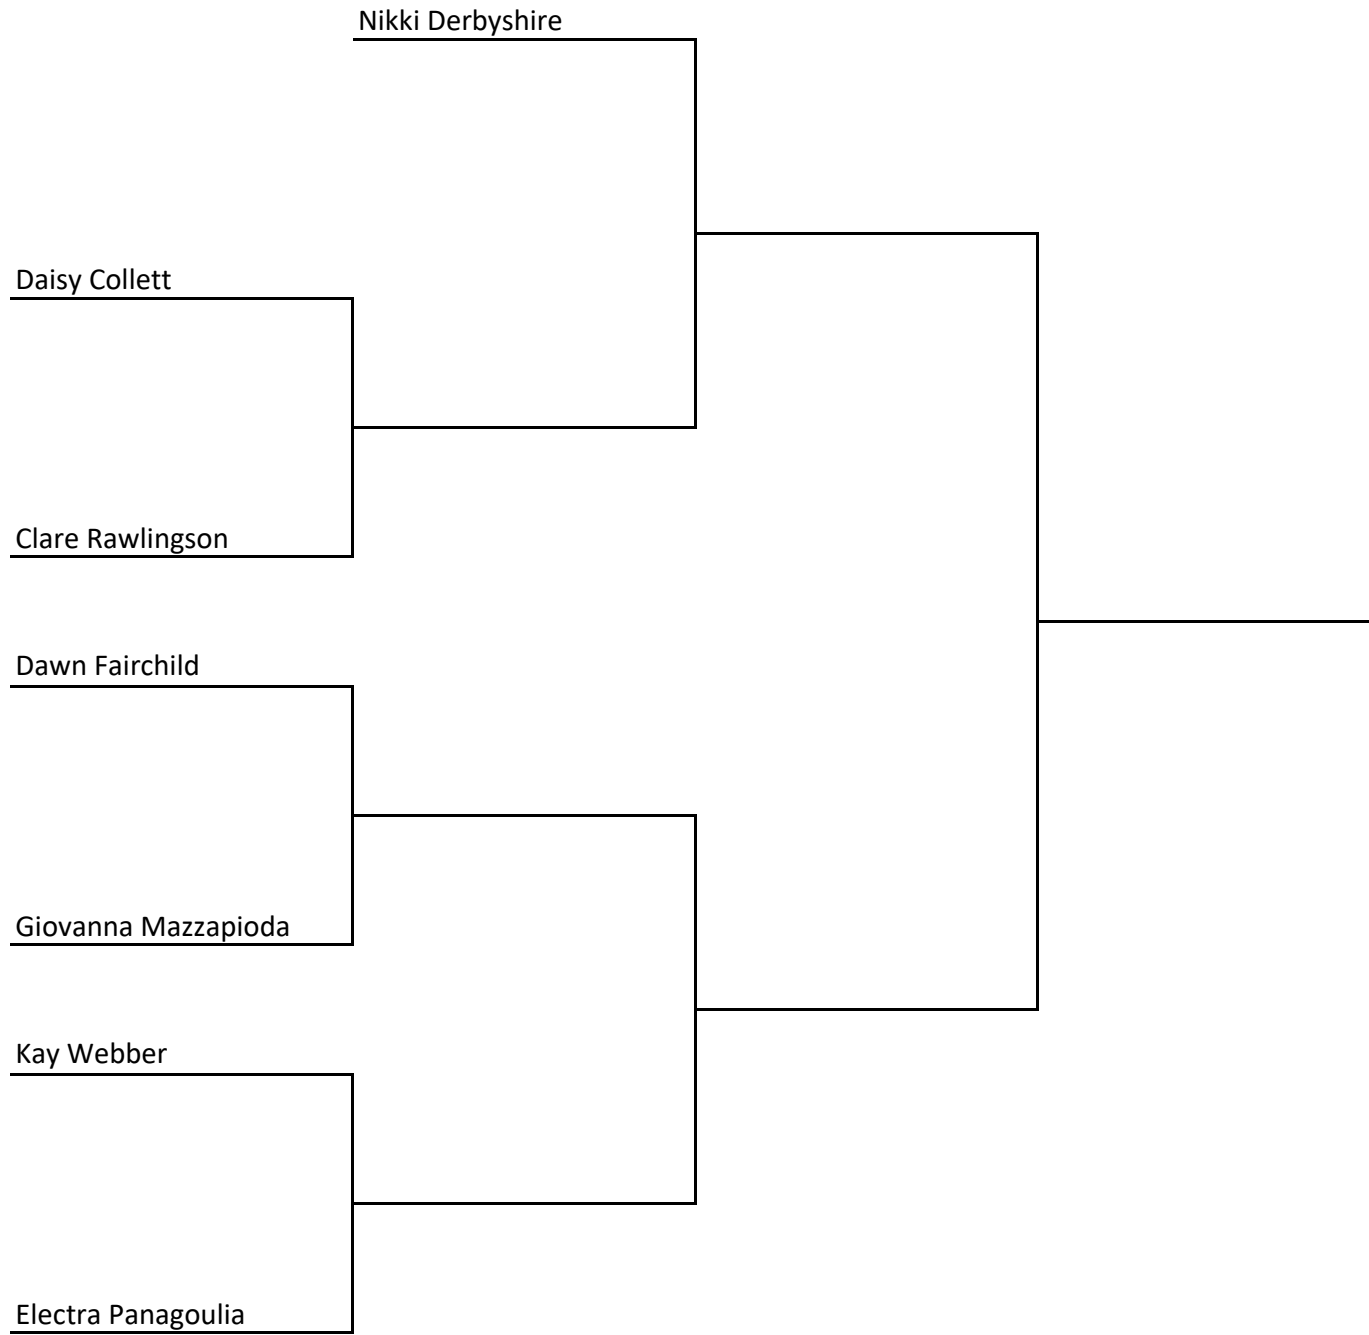 Nikki Derbyshire
Daisy Collett
Clare Rawlingson
Dawn Fairchild
Giovanna Mazzapioda
Kay Webber
Electra Panagoulia